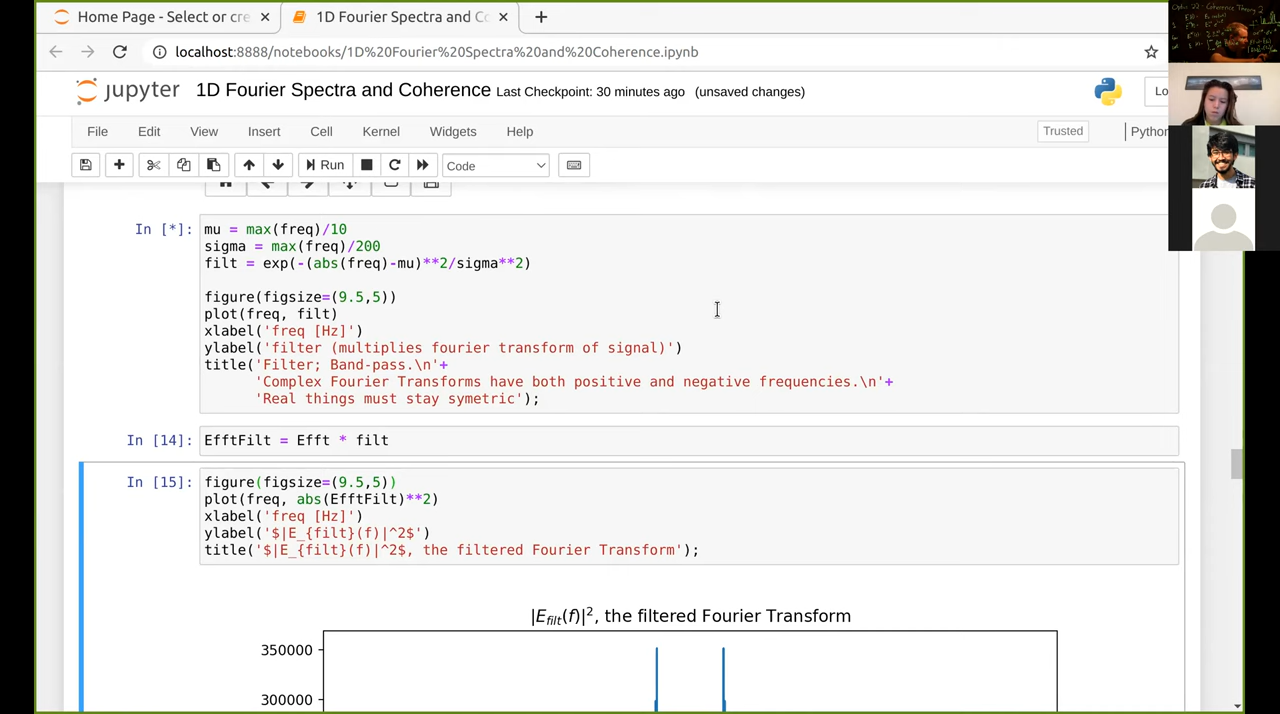 Home Page - Select or cre
1D Fourier Spectra and Co
localhost:8888/notebooks/1D%20Fourier%20Spectra%20and%20Coherence.ipynb
jupyter 1D Fourier Spectra and Coherence Last Checkpoint: 30 minutes ago (unsaved changes)
Lo
File Edit View Insert Cell Kernel Widgets Help Trusted Python
Run Code
In [*]: mu = max(freq)/10
sigma = max(freq)/200
filt = exp(-(abs(freq)-mu)**2/sigma**2)
figure(figsize=(9.5,5))
plot(freq, filt)
xlabel('freq [Hz]')
ylabel('filter (multiplies fourier transform of signal)')
title('Filter; Band-pass.\n'+
'Complex Fourier Transforms have both positive and negative frequencies.\n'+
'Real things must stay symetric');
In [14]: EfftFilt = Efft * filt
In [15]: figure(figsize=(9.5,5))
plot(freq, abs(EfftFilt)**2)
xlabel('freq [Hz]')
ylabel('$|E_{filt}(f)|^2$')
title('$|E_{filt}(f)|^2$, the filtered Fourier Transform');
|E_filt(f)|², the filtered Fourier Transform
350000
300000